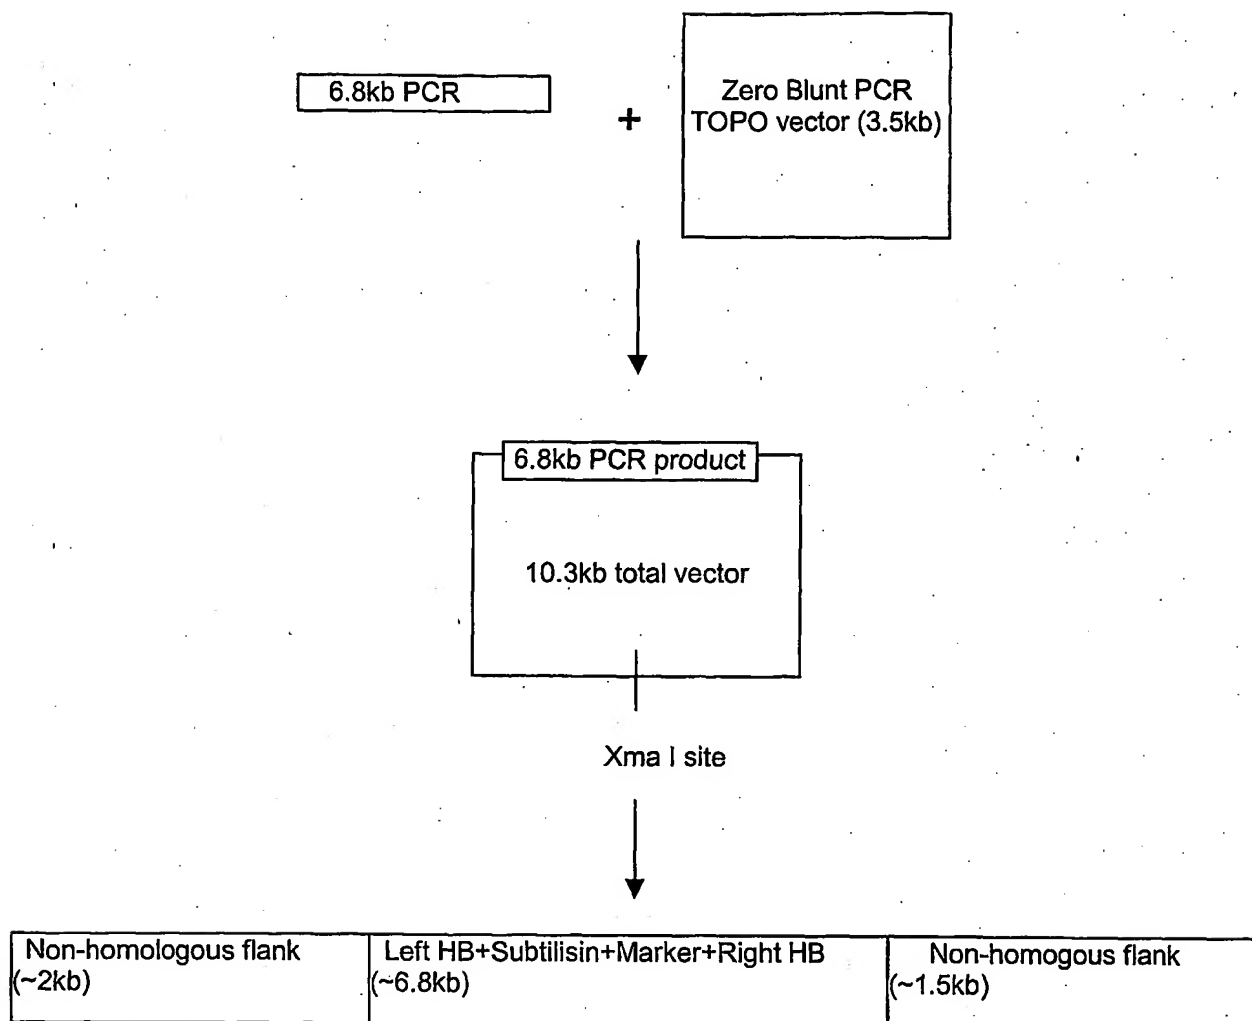 6.8kb PCR
+
Zero Blunt PCR
TOPO vector (3.5kb)
6.8kb PCR product
10.3kb total vector
Xma I site
Non-homologous flank
(~2kb)
Left HB+Subtilisin+Marker+Right HB
(~6.8kb)
Non-homogous flank
(~1.5kb)